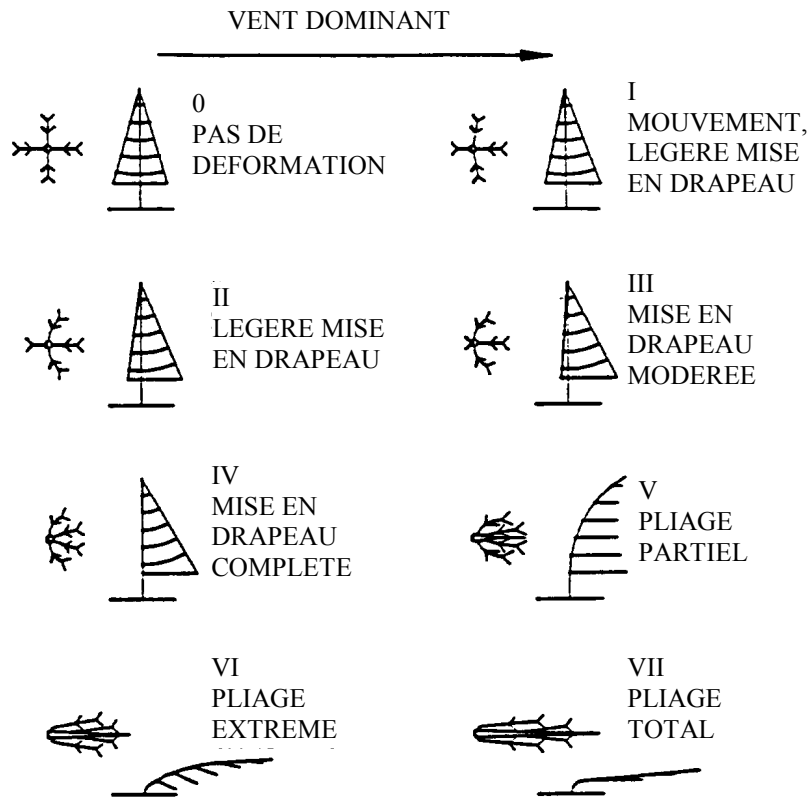 VENT DOMINANT
0
PAS DE
DEFORMATION
I
MOUVEMENT,
LEGERE MISE
EN DRAPEAU
II
LEGERE MISE
EN DRAPEAU
III
MISE EN
DRAPEAU
MODEREE
IV
MISE EN
DRAPEAU
COMPLETE
V
PLIAGE
PARTIEL
VI
PLIAGE
EXTREME
VII
PLIAGE
TOTAL